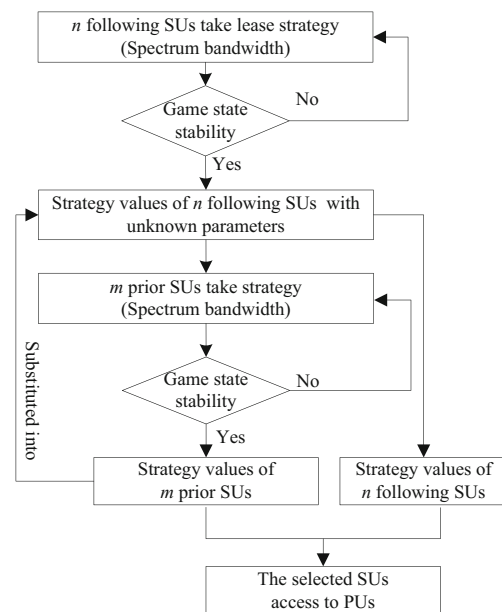 n following SUs take lease strategy
(Spectrum bandwidth)
No
Game state
stability
Yes
Strategy values of n following SUs with
unknown parameters
m prior SUs take strategy
(Spectrum bandwidth)
Substituted into
Game state
stability
No
Yes
Strategy values of
m prior SUs
Strategy values of
n following SUs
The selected SUs
access to PUs